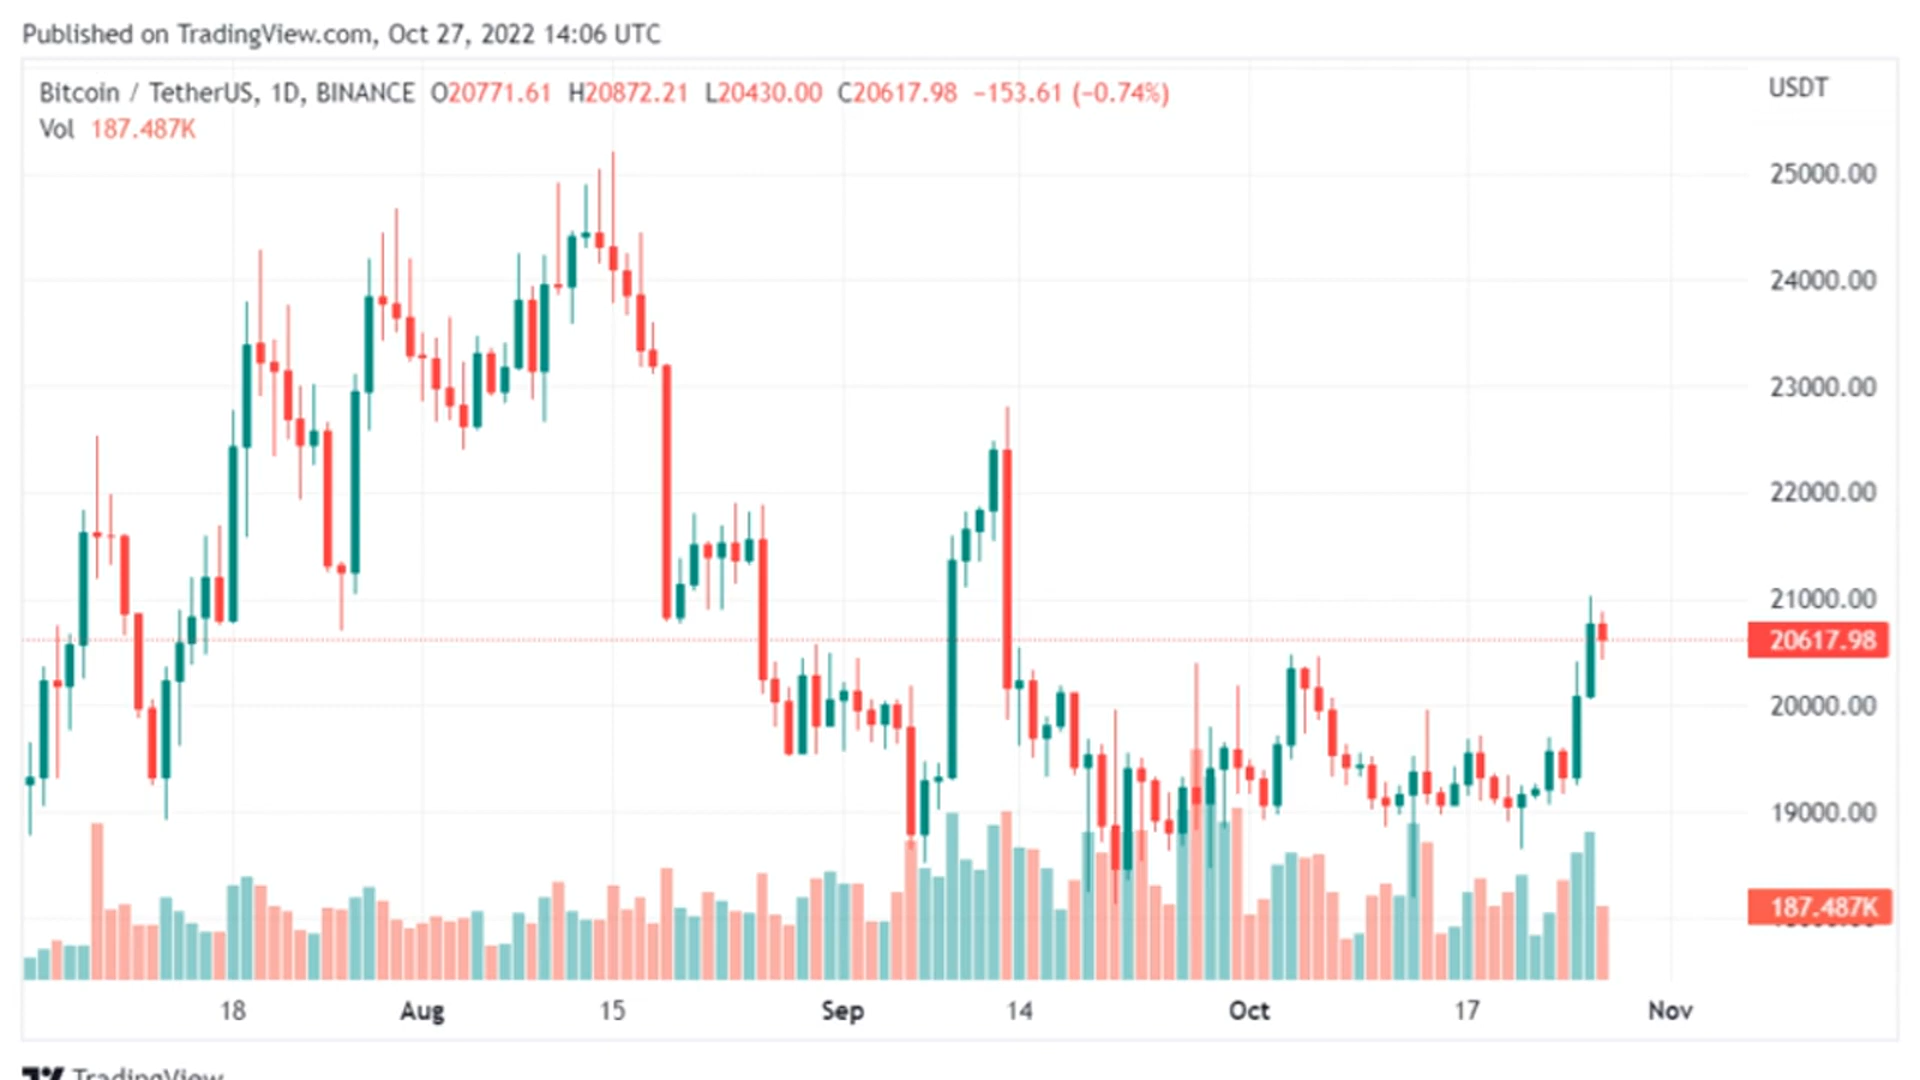 Published on TradingView.com, Oct 27, 2022 14:06 UTC
Bitcoin / TetherUS, 1D, BINANCE O20771.61 H20872.21 L20430.00 C20617.98 −153.61 (−0.74%)
USDT
Vol 187.487K
25000.00
24000.00
23000.00
22000.00
21000.00
20617.98
20000.00
19000.00
187.487K
18 Aug 15 Sep 14 Oct 17 Nov
TradingView